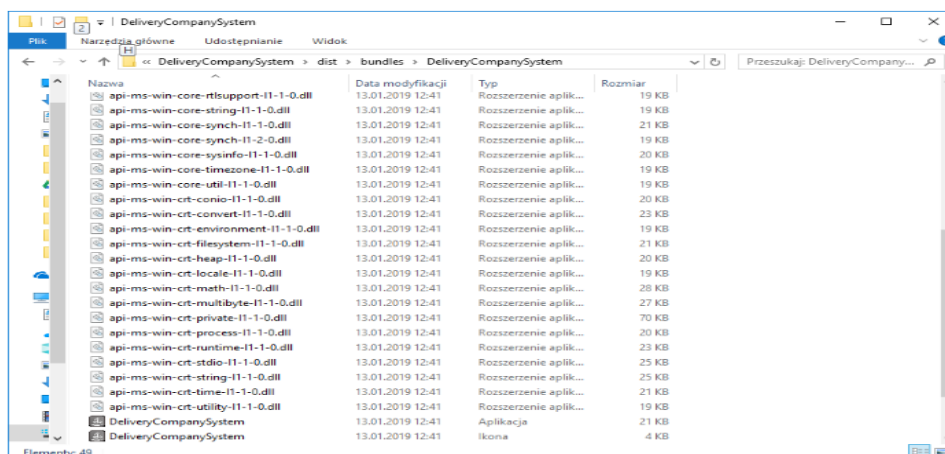 DeliveryCompanySystem
2
Plik Narzędzia główne Udostępnianie Widok
H
« DeliveryCompanySystem > dist > bundles > DeliveryCompanySystem Przeszukaj: DeliveryCompany...
Nazwa Data modyfikacji Typ Rozmiar
api-ms-win-core-rtlsupport-l1-1-0.dll 13.01.2019 12:41 Rozszerzenie aplik... 19 KB
api-ms-win-core-string-l1-1-0.dll 13.01.2019 12:41 Rozszerzenie aplik... 19 KB
api-ms-win-core-synch-l1-1-0.dll 13.01.2019 12:41 Rozszerzenie aplik... 21 KB
api-ms-win-core-synch-l1-2-0.dll 13.01.2019 12:41 Rozszerzenie aplik... 19 KB
api-ms-win-core-sysinfo-l1-1-0.dll 13.01.2019 12:41 Rozszerzenie aplik... 20 KB
api-ms-win-core-timezone-l1-1-0.dll 13.01.2019 12:41 Rozszerzenie aplik... 19 KB
api-ms-win-core-util-l1-1-0.dll 13.01.2019 12:41 Rozszerzenie aplik... 19 KB
api-ms-win-crt-conio-l1-1-0.dll 13.01.2019 12:41 Rozszerzenie aplik... 20 KB
api-ms-win-crt-convert-l1-1-0.dll 13.01.2019 12:41 Rozszerzenie aplik... 23 KB
api-ms-win-crt-environment-l1-1-0.dll 13.01.2019 12:41 Rozszerzenie aplik... 19 KB
api-ms-win-crt-filesystem-l1-1-0.dll 13.01.2019 12:41 Rozszerzenie aplik... 21 KB
api-ms-win-crt-heap-l1-1-0.dll 13.01.2019 12:41 Rozszerzenie aplik... 20 KB
api-ms-win-crt-locale-l1-1-0.dll 13.01.2019 12:41 Rozszerzenie aplik... 19 KB
api-ms-win-crt-math-l1-1-0.dll 13.01.2019 12:41 Rozszerzenie aplik... 28 KB
api-ms-win-crt-multibyte-l1-1-0.dll 13.01.2019 12:41 Rozszerzenie aplik... 27 KB
api-ms-win-crt-private-l1-1-0.dll 13.01.2019 12:41 Rozszerzenie aplik... 70 KB
api-ms-win-crt-process-l1-1-0.dll 13.01.2019 12:41 Rozszerzenie aplik... 20 KB
api-ms-win-crt-runtime-l1-1-0.dll 13.01.2019 12:41 Rozszerzenie aplik... 23 KB
api-ms-win-crt-stdio-l1-1-0.dll 13.01.2019 12:41 Rozszerzenie aplik... 25 KB
api-ms-win-crt-string-l1-1-0.dll 13.01.2019 12:41 Rozszerzenie aplik... 25 KB
api-ms-win-crt-time-l1-1-0.dll 13.01.2019 12:41 Rozszerzenie aplik... 21 KB
api-ms-win-crt-utility-l1-1-0.dll 13.01.2019 12:41 Rozszerzenie aplik... 19 KB
DeliveryCompanySystem 13.01.2019 12:41 Aplikacja 21 KB
DeliveryCompanySystem 13.01.2019 12:41 Ikona 4 KB
Elementy: 49